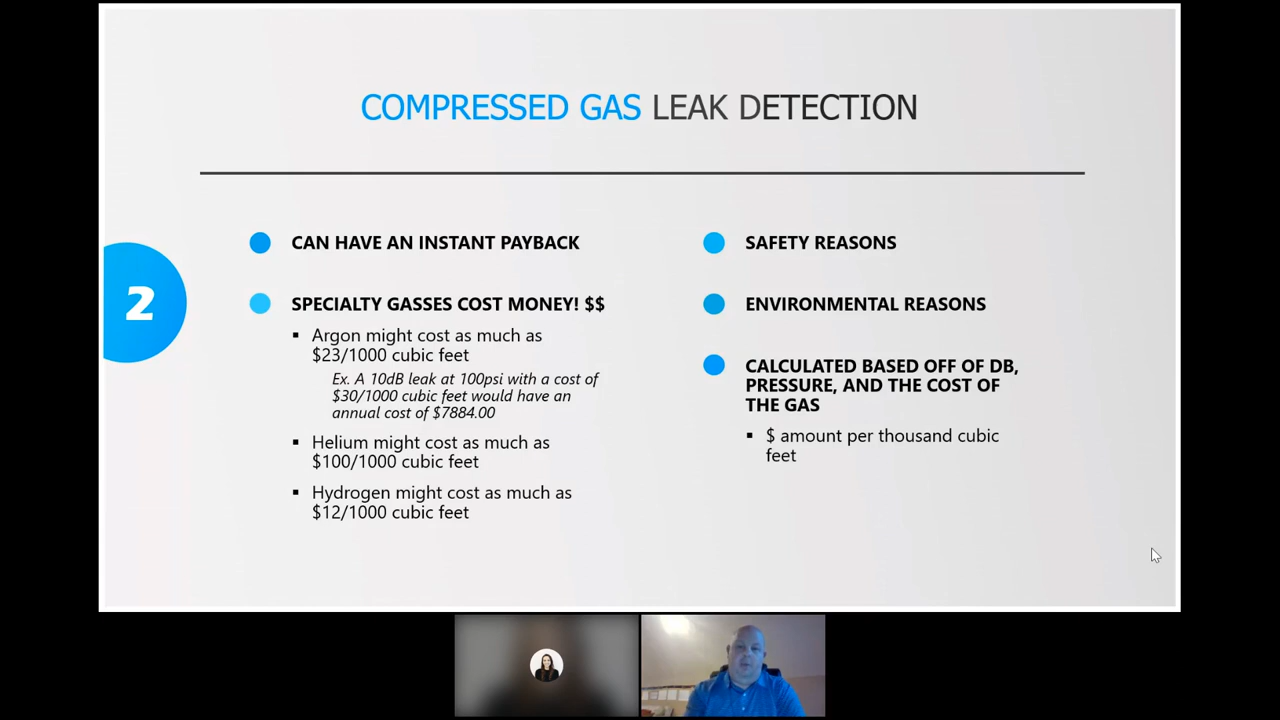 COMPRESSED GAS LEAK DETECTION
2
CAN HAVE AN INSTANT PAYBACK
SPECIALTY GASSES COST MONEY! $$
Argon might cost as much as
$23/1000 cubic feet
Ex. A 10dB leak at 100psi with a cost of
$30/1000 cubic feet would have an
annual cost of $7884.00
Helium might cost as much as
$100/1000 cubic feet
Hydrogen might cost as much as
$12/1000 cubic feet
SAFETY REASONS
ENVIRONMENTAL REASONS
CALCULATED BASED OFF OF DB,
PRESSURE, AND THE COST OF
THE GAS
$ amount per thousand cubic
feet